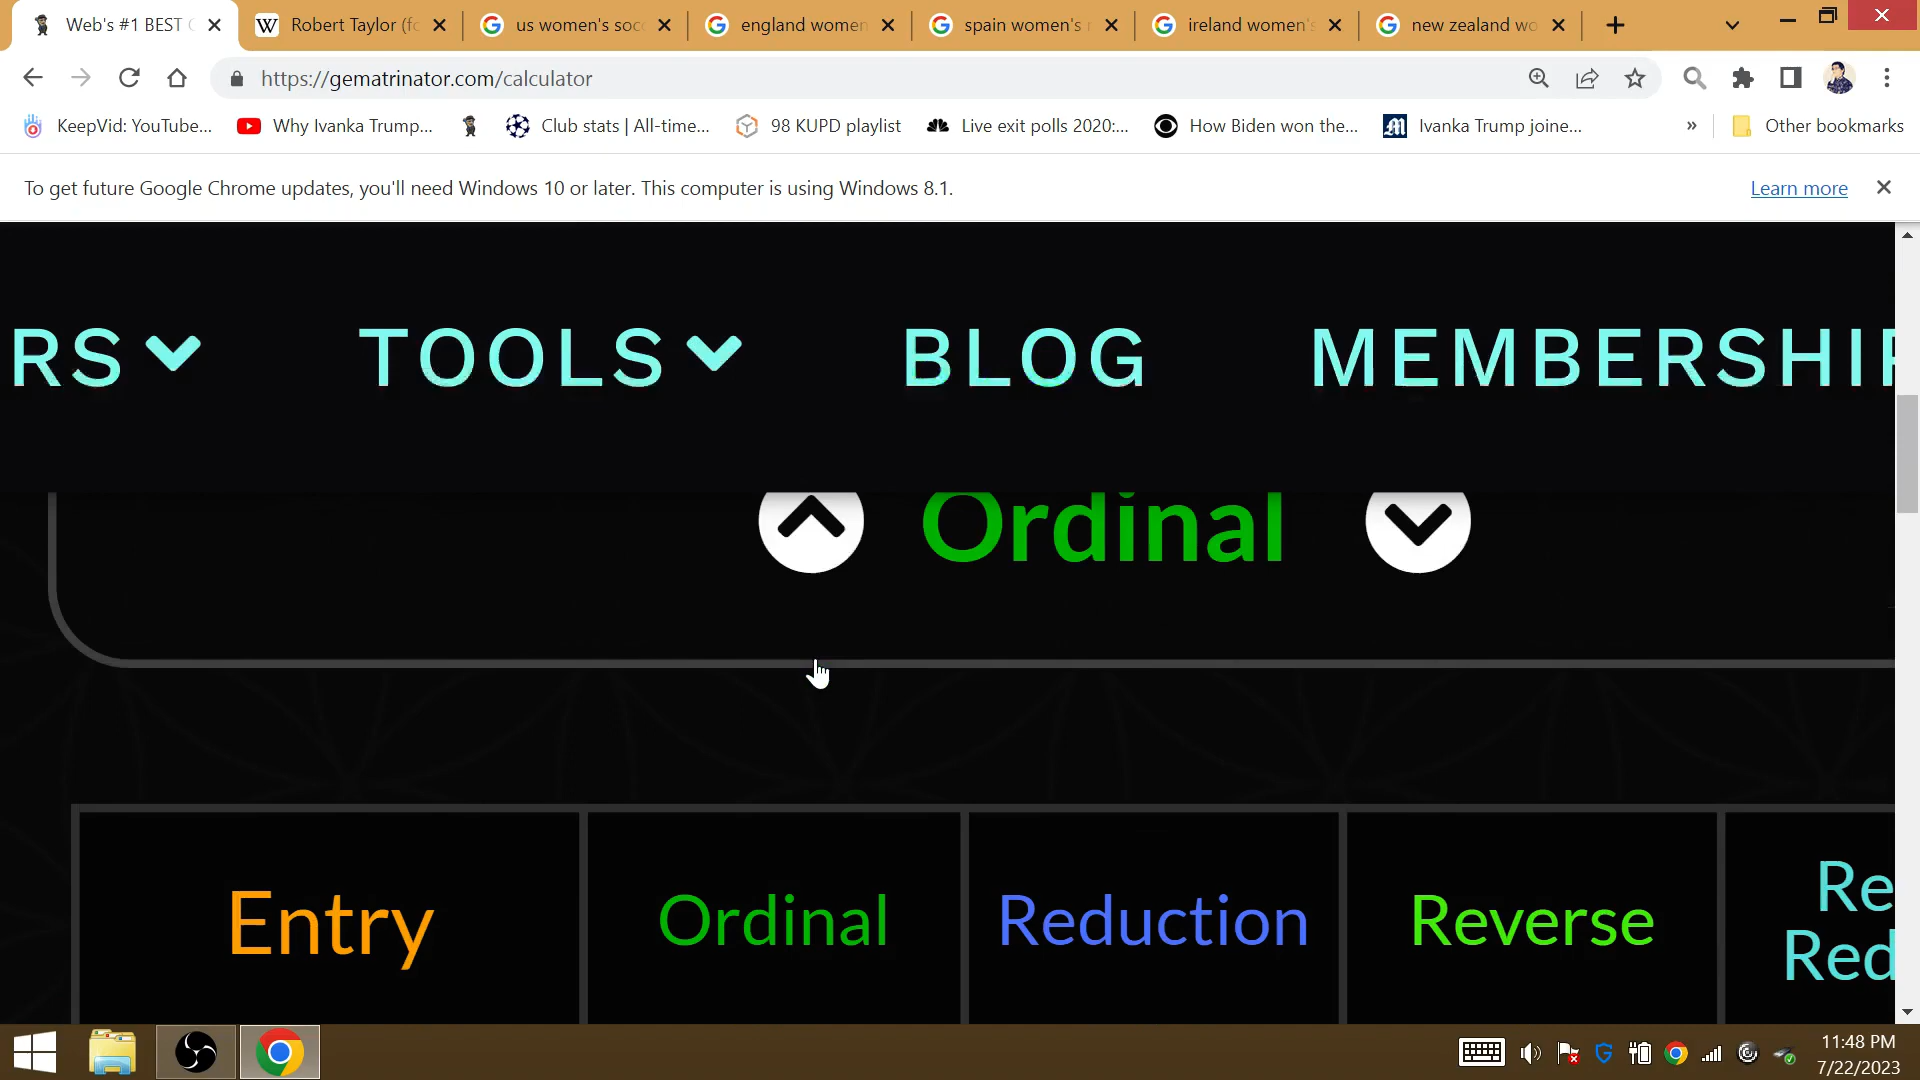 Web's #1 BEST
Robert Taylor (fo
us women's soc
england women
spain women's
ireland women's
new zealand wo
https://gematrinator.com/calculator
KeepVid: YouTube...
Why Ivanka Trump...
Club stats | All-time...
98 KUPD playlist
Live exit polls 2020:...
How Biden won the...
Ivanka Trump joine...
»
Other bookmarks
To get future Google Chrome updates, you'll need Windows 10 or later. This computer is using Windows 8.1.
Learn more
RS
TOOLS
BLOG
MEMBERSHIP
Ordinal
Entry
Ordinal
Reduction
Reverse
Re
Red
11:48 PM
7/22/2023